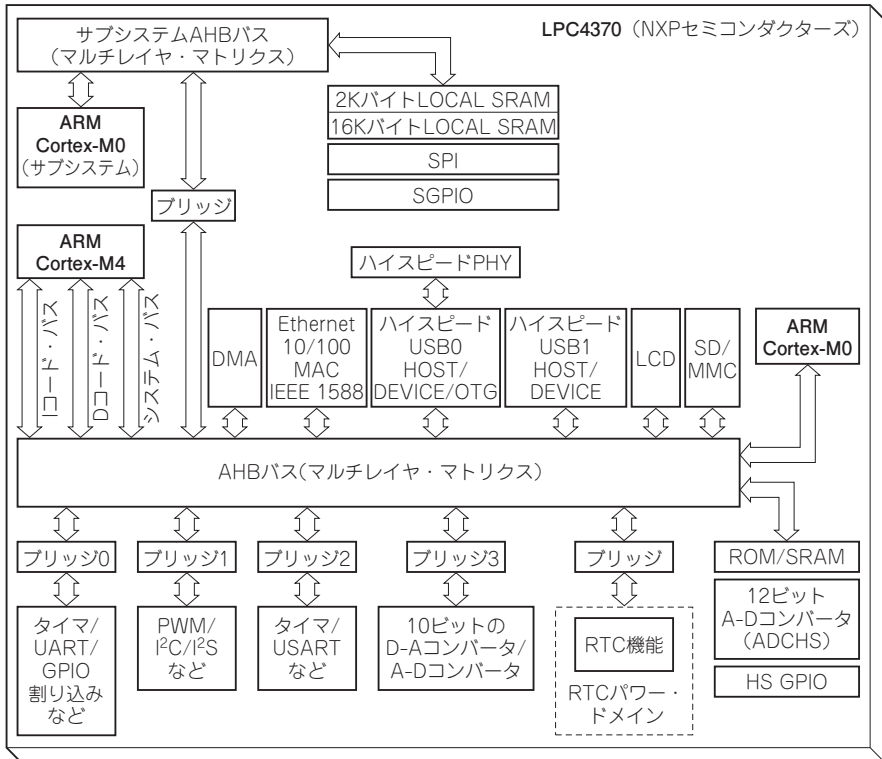 LPC4370（NXPセミコンダクターズ）
サブシステムAHBバス
（マルチレイヤ・マトリクス）
2KバイトLOCAL SRAM
16KバイトLOCAL SRAM
SPI
SGPIO
ARM
Cortex-M0
（サブシステム）
ブリッジ
ARM
Cortex-M4
Iコード・バス
Dコード・バス
システム・バス
ハイスピードPHY
DMA
Ethernet
10/100
MAC
IEEE 1588
ハイスピード
USB0
HOST/
DEVICE/OTG
ハイスピード
USB1
HOST/
DEVICE
LCD
SD/
MMC
ARM
Cortex-M0
AHBバス（マルチレイヤ・マトリクス）
ブリッジ0
ブリッジ1
ブリッジ2
ブリッジ3
ブリッジ
ROM/SRAM
タイマ/
UART/
GPIO
割り込み
など
PWM/
I²C/I²S
など
タイマ/
USART
など
10ビットの
D-Aコンバータ/
A-Dコンバータ
RTC機能
RTCパワー・
ドメイン
12ビット
A-Dコンバータ
（ADCHS）
HS GPIO